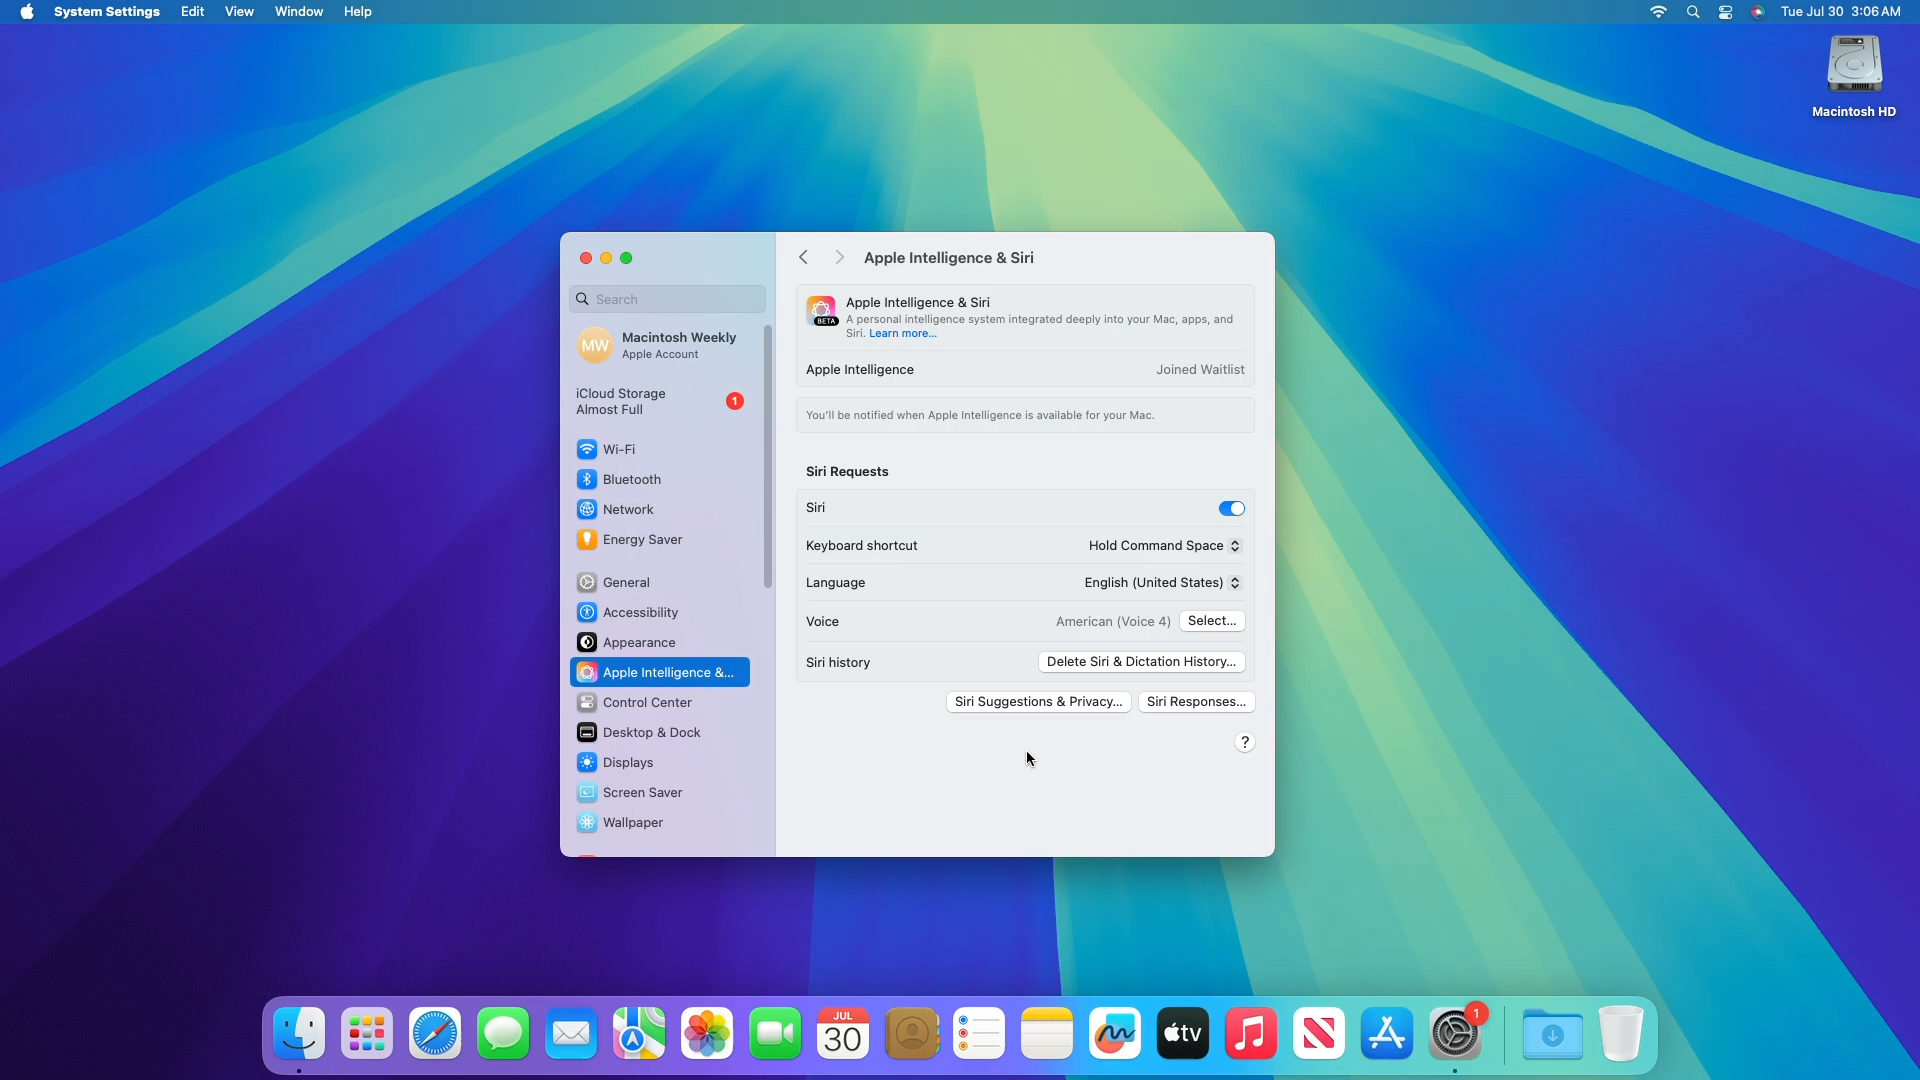 System Settings Edit View Window Help
Tue Jul 30 3:06 AM
Macintosh HD
Search
MW
Macintosh Weekly
Apple Account
iCloud Storage
Almost Full
1
Wi-Fi
Bluetooth
Network
Energy Saver
General
Accessibility
Appearance
Apple Intelligence &...
Control Center
Desktop & Dock
Displays
Screen Saver
Wallpaper
Apple Intelligence & Siri
BETA
Apple Intelligence & Siri
A personal intelligence system integrated deeply into your Mac, apps, and
Siri. Learn more...
Apple Intelligence Joined Waitlist
You'll be notified when Apple Intelligence is available for your Mac.
Siri Requests
Siri
Keyboard shortcut Hold Command Space
Language English (United States)
Voice American (Voice 4) Select...
Siri history Delete Siri & Dictation History...
Siri Suggestions & Privacy... Siri Responses...
?
JUL
30
tv
1